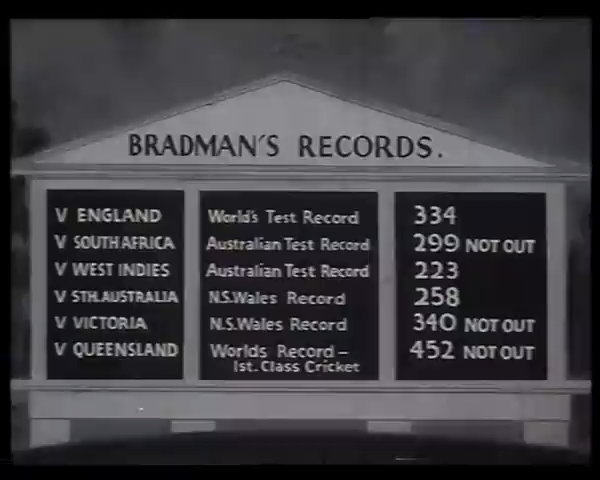 BRADMAN'S RECORDS.
V ENGLAND World's Test Record 334
V SOUTH AFRICA Australian Test Record 299 NOT OUT
V WEST INDIES Australian Test Record 223
V STH.AUSTRALIA N.S.Wales Record 258
V VICTORIA N.S.Wales Record 340 NOT OUT
V QUEENSLAND Worlds Record – 452 NOT OUT
1st. Class Cricket